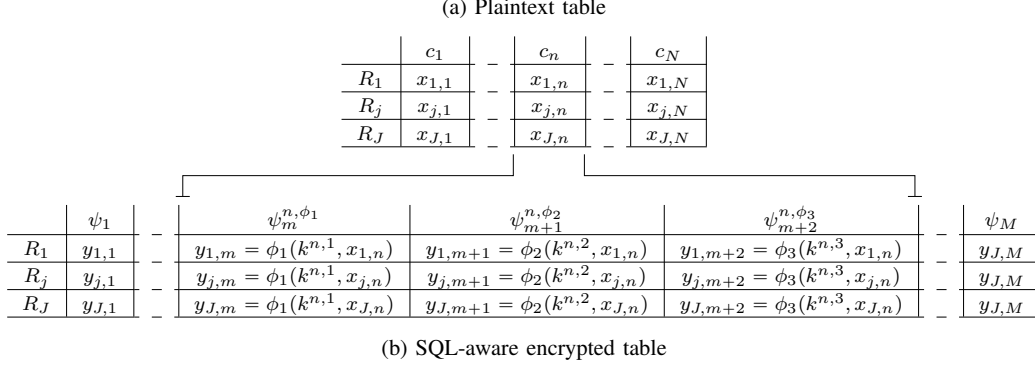 (a) Plaintext table
c_1 – c_n – c_N
R_1 x_{1,1} – x_{1,n} – x_{1,N}
R_j x_{j,1} – x_{j,n} – x_{j,N}
R_J x_{J,1} – x_{J,n} – x_{J,N}
ψ_1 – ψ_m^{n,ϕ_1} ψ_{m+1}^{n,ϕ_2} ψ_{m+2}^{n,ϕ_3} – ψ_M
R_1 y_{1,1} – y_{1,m} = ϕ_1(k^{n,1}, x_{1,n}) y_{1,m+1} = ϕ_2(k^{n,2}, x_{1,n}) y_{1,m+2} = ϕ_3(k^{n,3}, x_{1,n}) – y_{J,M}
R_j y_{j,1} – y_{j,m} = ϕ_1(k^{n,1}, x_{j,n}) y_{j,m+1} = ϕ_2(k^{n,2}, x_{j,n}) y_{j,m+2} = ϕ_3(k^{n,3}, x_{j,n}) – y_{J,M}
R_J y_{J,1} – y_{J,m} = ϕ_1(k^{n,1}, x_{J,n}) y_{J,m+1} = ϕ_2(k^{n,2}, x_{J,n}) y_{J,m+2} = ϕ_3(k^{n,3}, x_{J,n}) – y_{J,M}
(b) SQL-aware encrypted table